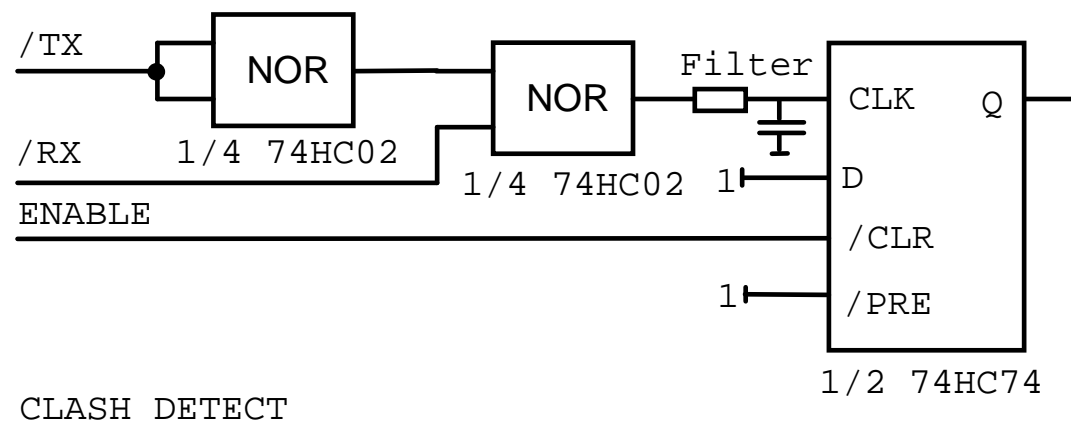 /TX
NOR
NOR
Filter
CLK
Q
/RX
1/4 74HC02
1/4 74HC02
1
D
ENABLE
/CLR
1
/PRE
1/2 74HC74
CLASH DETECT